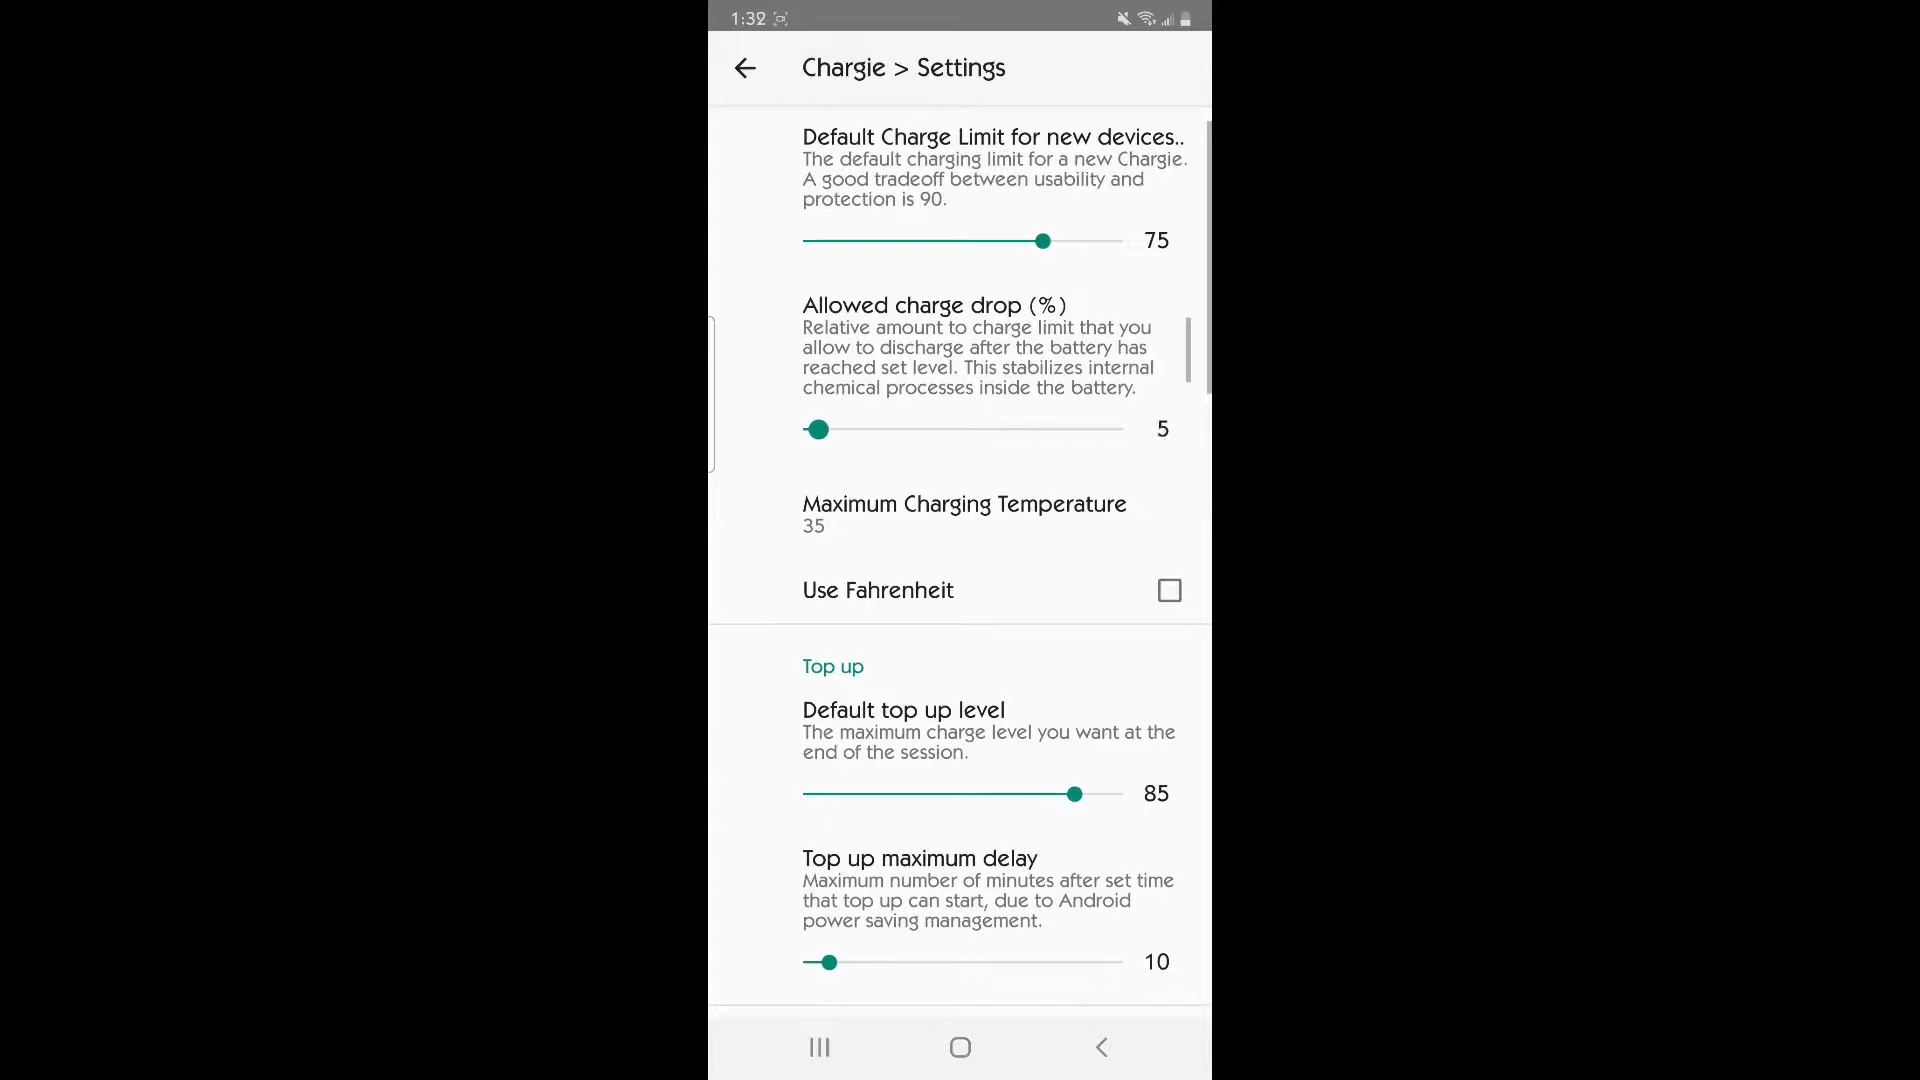 1:32
Chargie > Settings
Default Charge Limit for new devices..
The default charging limit for a new Chargie.
A good tradeoff between usability and
protection is 90.
75
Allowed charge drop (%)
Relative amount to charge limit that you
allow to discharge after the battery has
reached set level. This stabilizes internal
chemical processes inside the battery.
5
Maximum Charging Temperature
35
Use Fahrenheit
Top up
Default top up level
The maximum charge level you want at the
end of the session.
85
Top up maximum delay
Maximum number of minutes after set time
that top up can start, due to Android
power saving management.
10